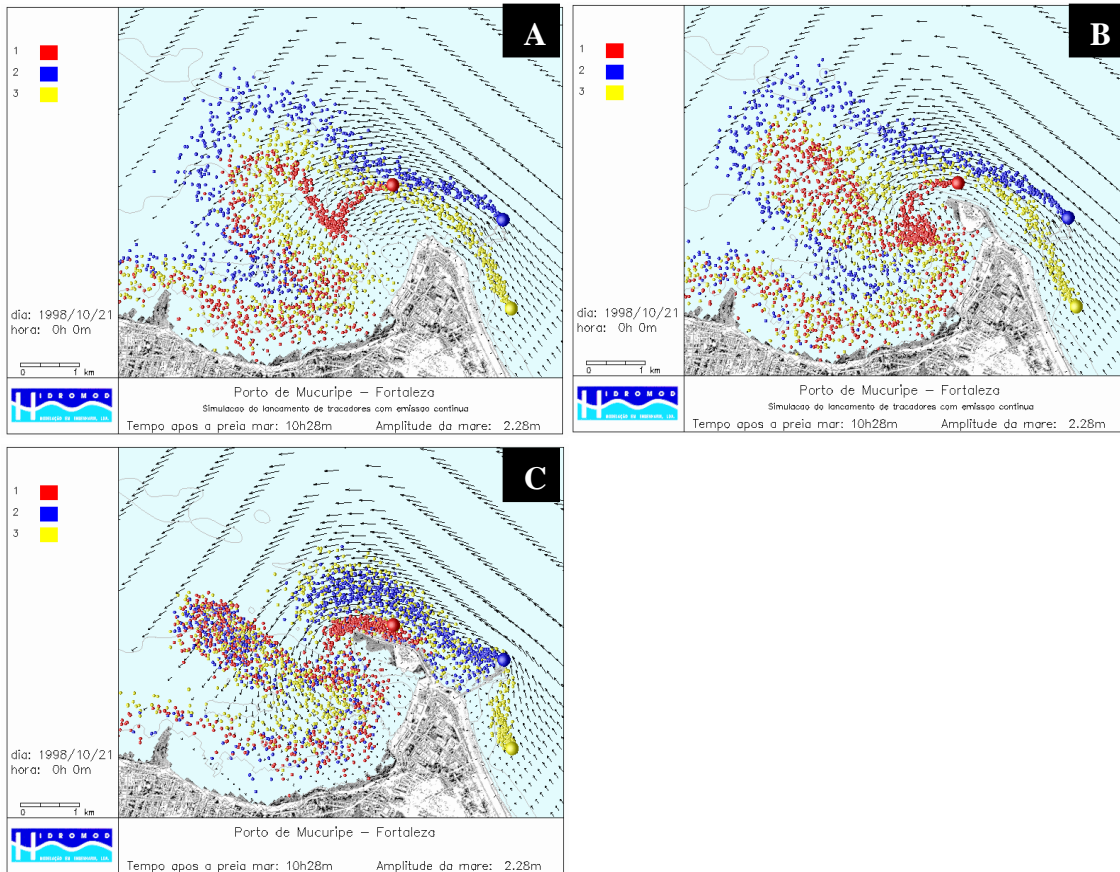 A
1
2
3
dia: 1998/10/21
hora: 0h 0m
0 1 km
HIDROMOD
Porto de Mucuripe – Fortaleza
Simulacao do lancamento de tracadores com emissao continua
Tempo apos a preia mar: 10h28m Amplitude da mare: 2.28m
B
1
2
3
dia: 1998/10/21
hora: 0h 0m
0 1 km
HIDROMOD
Porto de Mucuripe – Fortaleza
Simulacao do lancamento de tracadores com emissao continua
Tempo apos a preia mar: 10h28m Amplitude da mare: 2.28m
C
1
2
3
dia: 1998/10/21
hora: 0h 0m
0 1 km
HIDROMOD
Porto de Mucuripe – Fortaleza
Tempo apos a preia mar: 10h28m Amplitude da mare: 2.28m